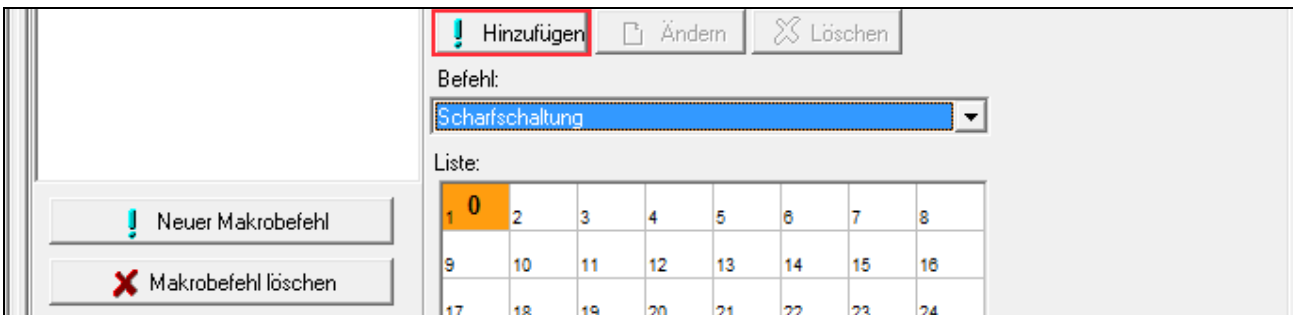 Hinzufügen Ändern Löschen
Befehl:
Scharfschaltung
Liste:
1 0 2 3 4 5 6 7 8
Neuer Makrobefehl
9 10 11 12 13 14 15 16
Makrobefehl löschen
17 18 19 20 21 22 23 24